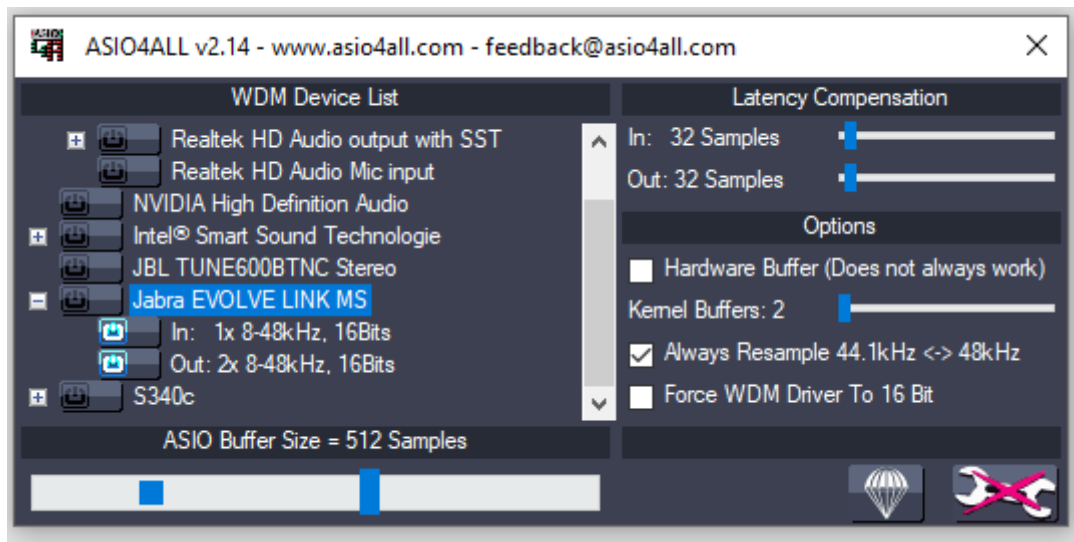 ASIO4ALL v2.14 - www.asio4all.com - feedback@asio4all.com
WDM Device List
Realtek HD Audio output with SST
Realtek HD Audio Mic input
NVIDIA High Definition Audio
Intel® Smart Sound Technologie
JBL TUNE600BTNC Stereo
Jabra EVOLVE LINK MS
In: 1x 8-48kHz, 16Bits
Out: 2x 8-48kHz, 16Bits
S340c
ASIO Buffer Size = 512 Samples
Latency Compensation
In: 32 Samples
Out: 32 Samples
Options
Hardware Buffer (Does not always work)
Kernel Buffers: 2
Always Resample 44.1kHz <-> 48kHz
Force WDM Driver To 16 Bit